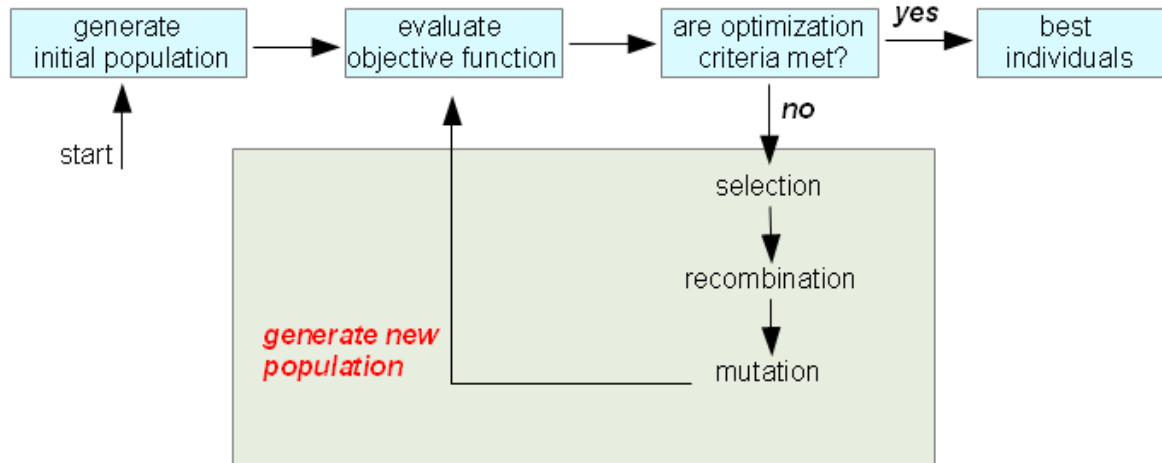 generate
initial population
evaluate
objective function
are optimization
criteria met?
yes
best
individuals
no
start
selection
recombination
generate new
population
mutation